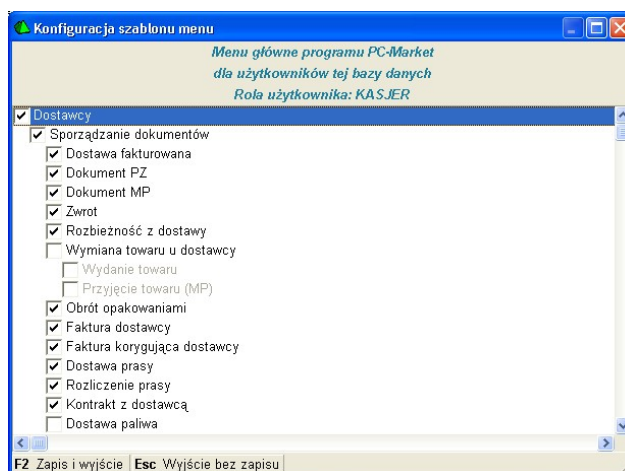 Konfiguracja szablonu menu
Menu główne programu PC-Market
dla użytkowników tej bazy danych
Rola użytkownika: KASJER
Dostawcy
Sporządzanie dokumentów
Dostawa fakturowana
Dokument PZ
Dokument MP
Zwrot
Rozbieżność z dostawy
Wymiana towaru u dostawcy
Wydanie towaru
Przyjęcie towaru (MP)
Obrót opakowaniami
Faktura dostawcy
Faktura korygująca dostawcy
Dostawa prasy
Rozliczenie prasy
Kontrakt z dostawcą
Dostawa paliwa
F2 Zapis i wyjście Esc Wyjście bez zapisu